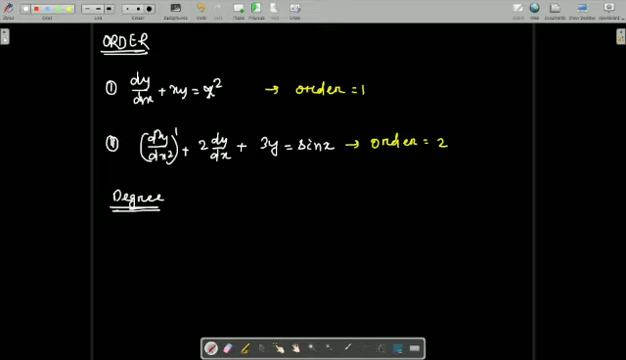 ORDER
① dy/dx + xy = x² → order = 1
② (d²y/dx²)¹ + 2 dy/dx + 3y = sinx → order = 2
Degree